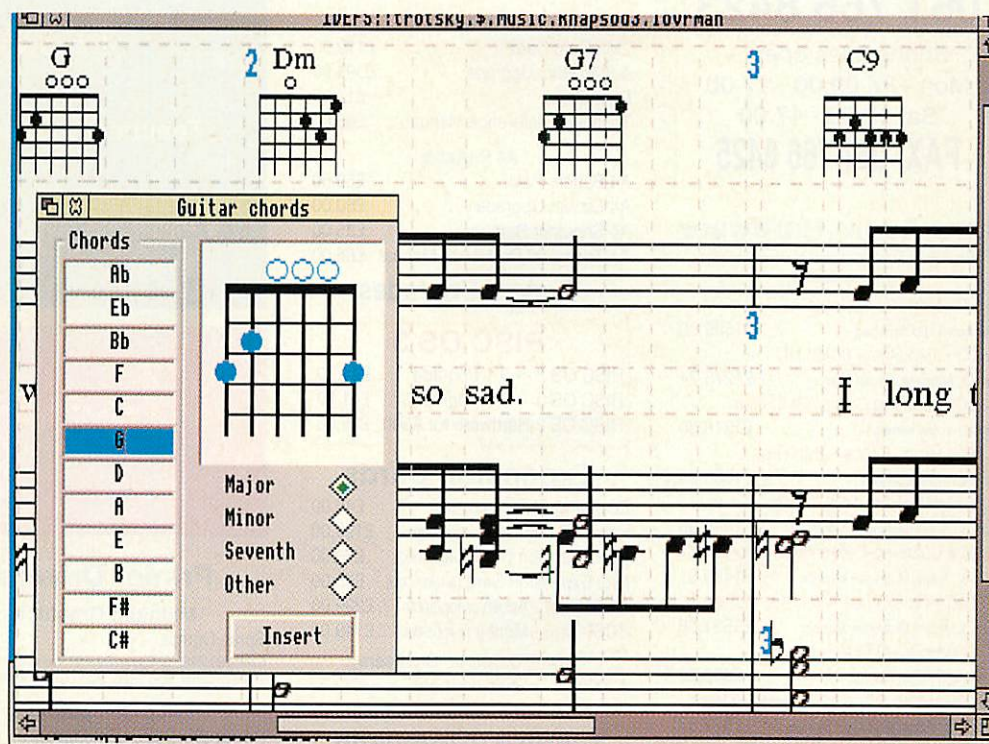 IDEFS::trotsky.$.Music.Rhapsod3.lovrman
G 2 Dm G7 3 C9
Guitar chords
Chords
Ab
Eb
Bb
F
C
G
D
A
E
B
F#
C#
Major
Minor
Seventh
Other
Insert
3
so sad. I long t
3